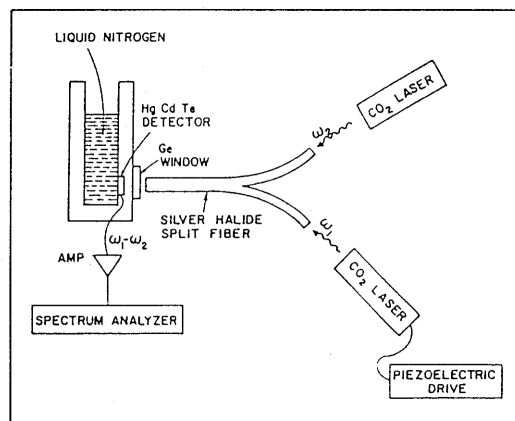 LIQUID NITROGEN
Hg Cd Te
DETECTOR
Ge
WINDOW
CO2 LASER
ω2
SILVER HALIDE
SPLIT FIBER
ω1
ω1-ω2
AMP
CO2 LASER
SPECTRUM ANALYZER
PIEZOELECTRIC
DRIVE